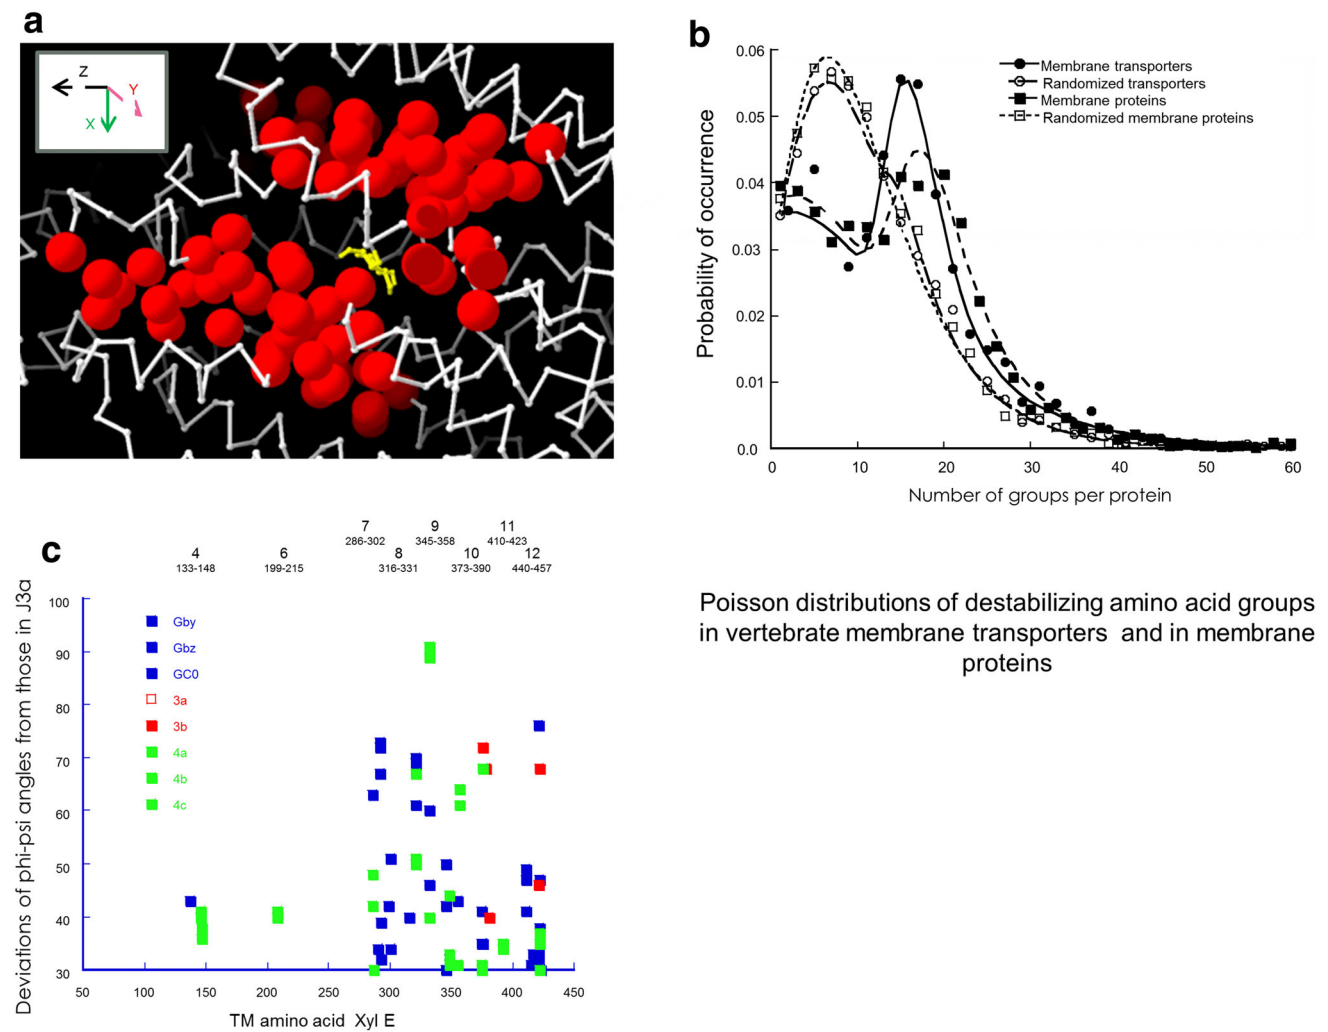 a
Z
Y
X
b
0.06
0.05
0.04
0.03
0.02
0.01
0.0
Probability of occurrence
Membrane transporters
Randomized transporters
Membrane proteins
Randomized membrane proteins
0 10 20 30 40 50 60
Number of groups per protein
c
7 9 11
286-302 345-358 410-423
4 6 8 10 12
133-148 199-215 316-331 373-390 440-457
Deviations of phi-psi angles from those in J3a
100
90
80
70
60
50
40
30
Gby
Gbz
GC0
3a
3b
4a
4b
4c
50 100 150 200 250 300 350 400 450
TM amino acid Xyl E
Poisson distributions of destabilizing amino acid groups
in vertebrate membrane transporters and in membrane
proteins